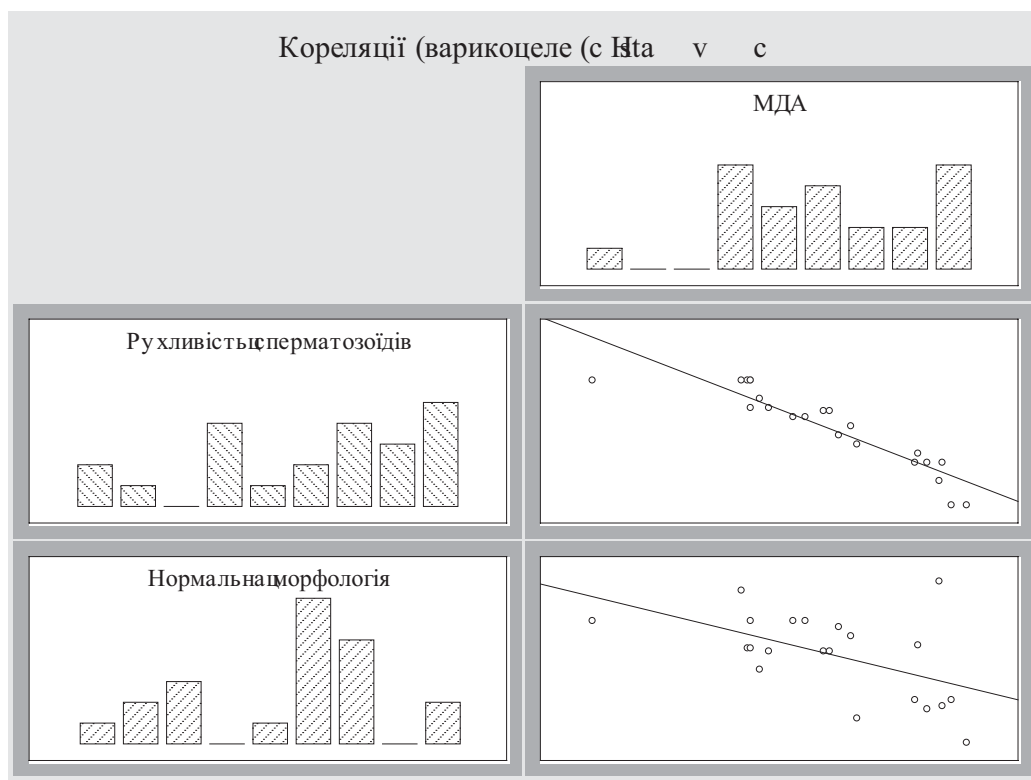 Кореляції (варикоцеле (с v c
МДА
Рухливість сперматозоїдів
Нормальна морфологія